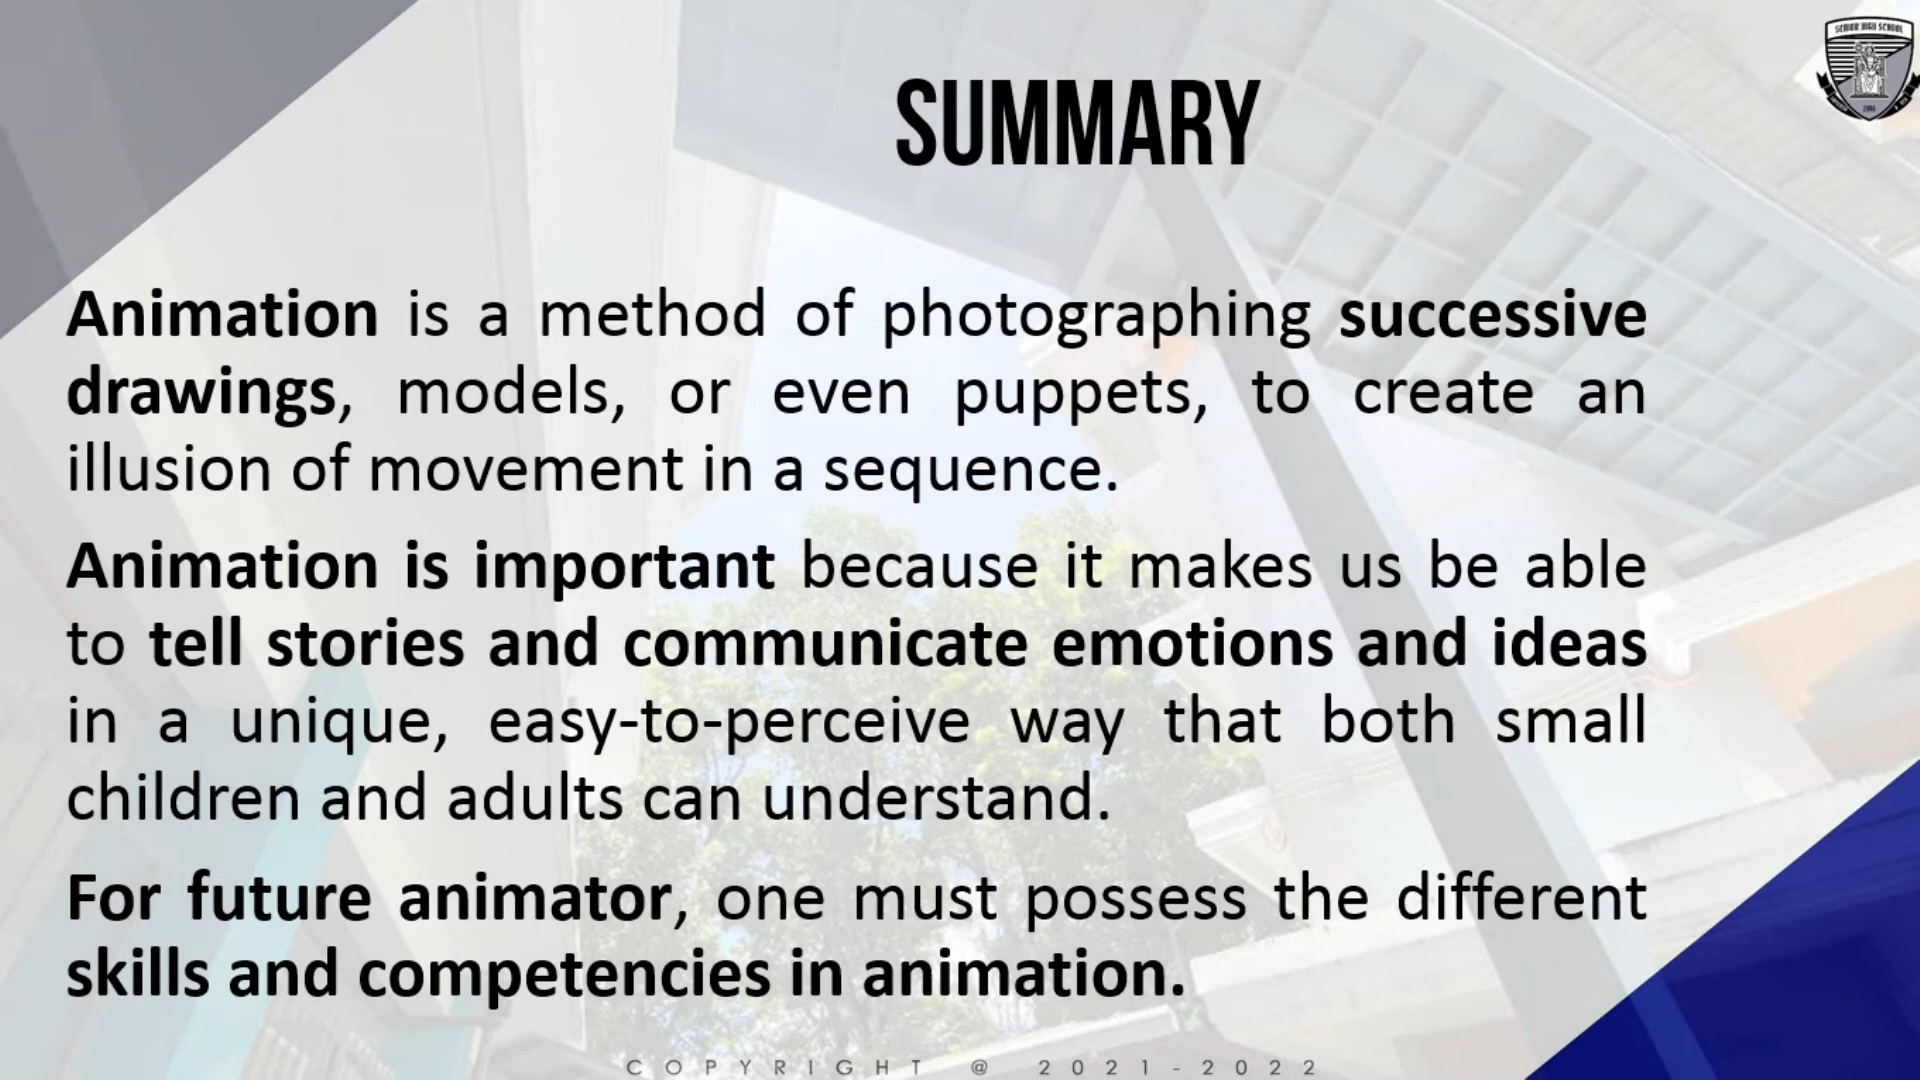 SENIOR HIGH SCHOOL
SUMMARY
Animation is a method of photographing successive
drawings, models, or even puppets, to create an
illusion of movement in a sequence.
Animation is important because it makes us be able
to tell stories and communicate emotions and ideas
in a unique, easy-to-perceive way that both small
children and adults can understand.
For future animator, one must possess the different
skills and competencies in animation.
COPYRIGHT @ 2021-2022